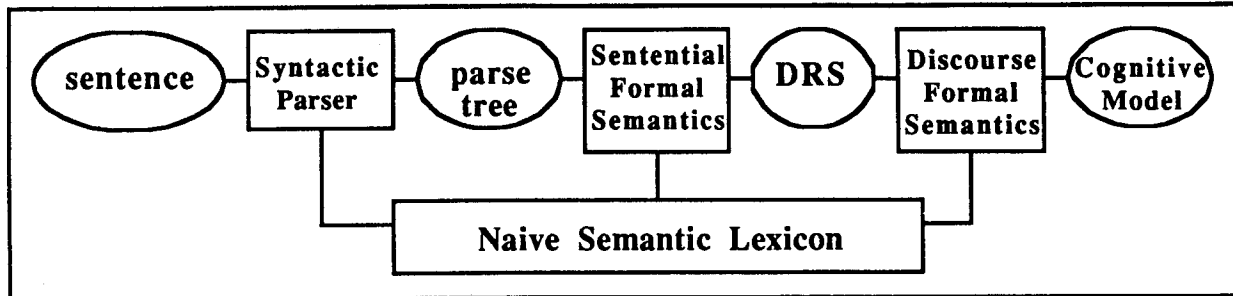 sentence
Syntactic
Parser
parse
tree
Sentential
Formal
Semantics
DRS
Discourse
Formal
Semantics
Cognitive
Model
Naive Semantic Lexicon